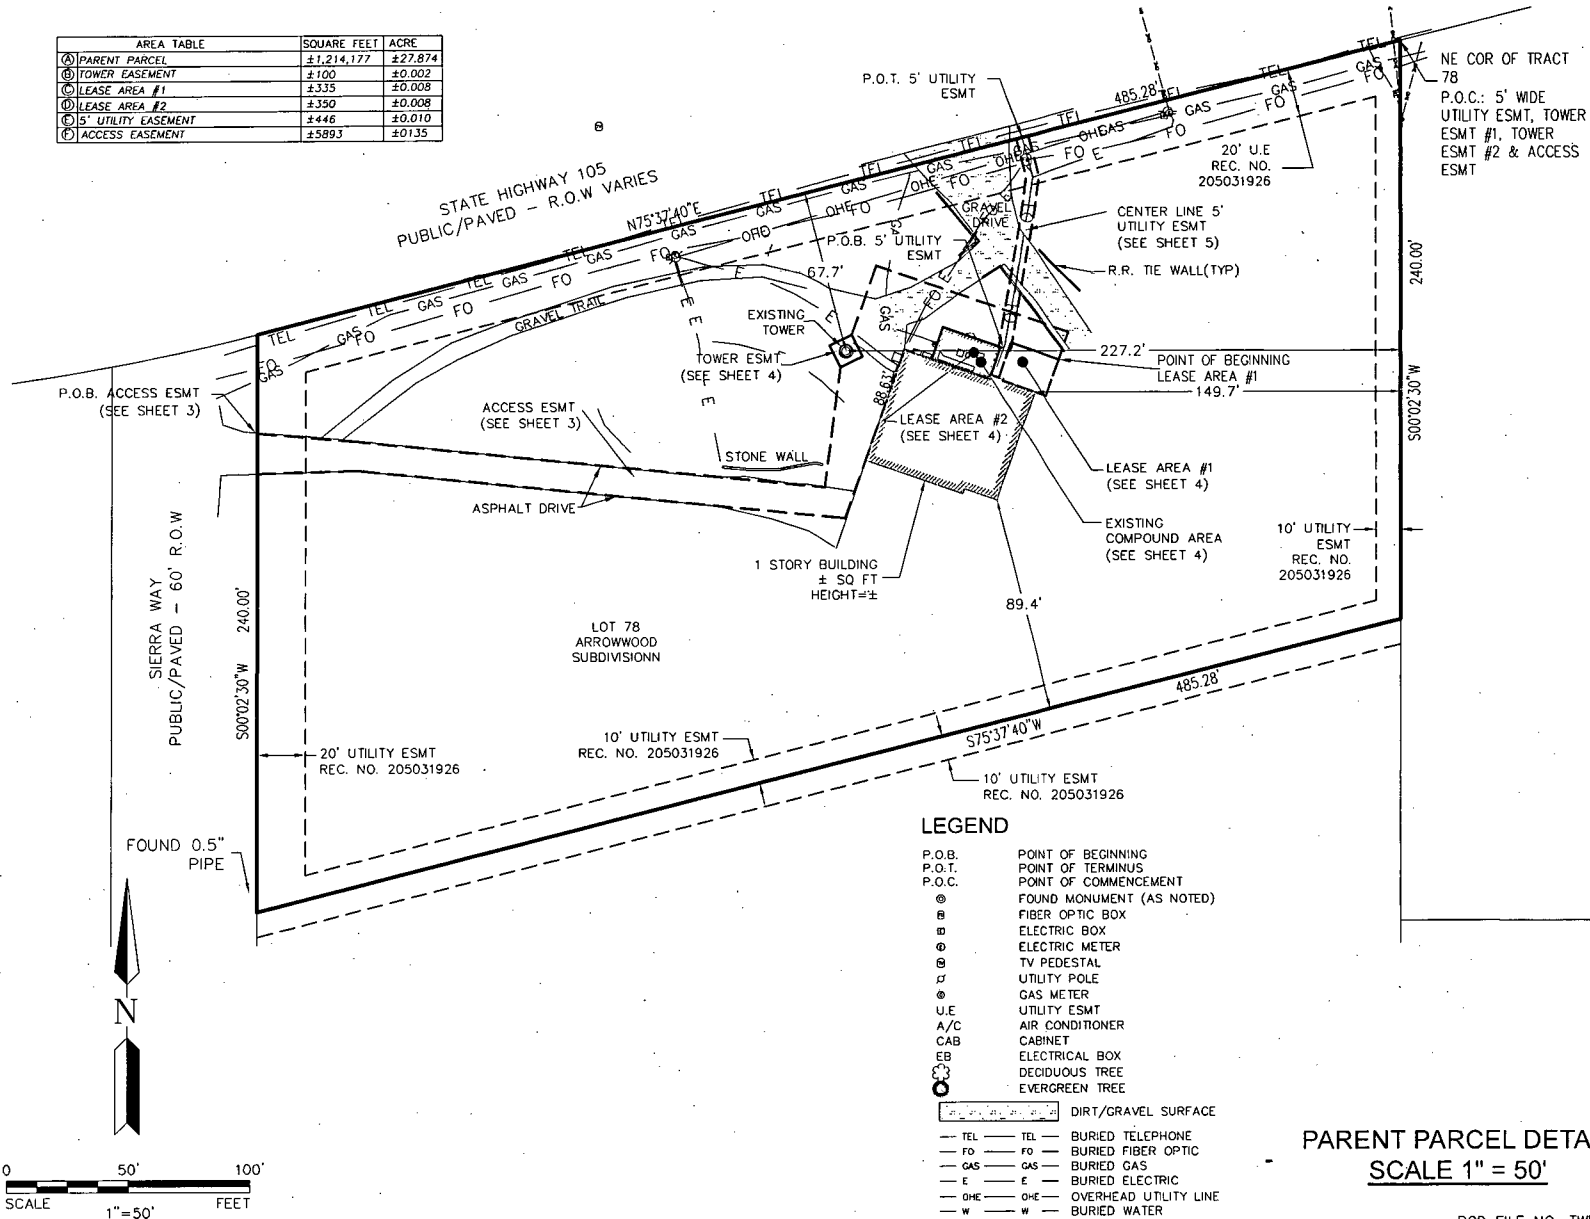 AREA TABLE SQUARE FEET ACRE
Ⓐ PARENT PARCEL ±1,214,177 ±27.874
Ⓑ TOWER EASEMENT ±100 ±0.002
Ⓒ LEASE AREA #1 ±335 ±0.008
Ⓓ LEASE AREA #2 ±350 ±0.008
Ⓔ 5' UTILITY EASEMENT ±446 ±0.010
Ⓕ ACCESS EASEMENT ±5893 ±0135
STATE HIGHWAY 105
PUBLIC/PAVED - R.O.W VARIES
N75°37'40"E
485.28'
P.O.T. 5' UTILITY
ESMT
NE COR OF TRACT
78
P.O.C.: 5' WIDE
UTILITY ESMT, TOWER
ESMT #1, TOWER
ESMT #2 & ACCESS
ESMT
20' U.E
REC. NO.
205031926
CENTER LINE 5'
UTILITY ESMT
(SEE SHEET 5)
R.R. TIE WALL(TYP)
GRAVEL
DRIVE
P.O.B. 5' UTILITY
ESMT
67.7'
GRAVEL TRAIL
EXISTING
TOWER
TOWER ESMT
(SEE SHEET 4)
240.00'
S00°02'30"W
227.2'
POINT OF BEGINNING
LEASE AREA #1
149.7'
P.O.B. ACCESS ESMT
(SEE SHEET 3)
ACCESS ESMT
(SEE SHEET 3)
88.63'
LEASE AREA #2
(SEE SHEET 4)
STONE WALL
ASPHALT DRIVE
LEASE AREA #1
(SEE SHEET 4)
EXISTING
COMPOUND AREA
(SEE SHEET 4)
10' UTILITY
ESMT
REC. NO.
205031926
1 STORY BUILDING
± SQ FT
HEIGHT=±
89.4'
SIERRA WAY
PUBLIC/PAVED - 60' R.O.W
240.00'
S00°02'30"W
LOT 78
ARROWWOOD
SUBDIVISIONN
485.28'
S75°37'40"W
20' UTILITY ESMT
REC. NO. 205031926
10' UTILITY ESMT
REC. NO. 205031926
10' UTILITY ESMT
REC. NO. 205031926
FOUND 0.5"
PIPE
N
LEGEND
P.O.B. POINT OF BEGINNING
P.O.T. POINT OF TERMINUS
P.O.C. POINT OF COMMENCEMENT
FOUND MONUMENT (AS NOTED)
FIBER OPTIC BOX
ELECTRIC BOX
ELECTRIC METER
TV PEDESTAL
UTILITY POLE
GAS METER
U.E UTILITY ESMT
A/C AIR CONDITIONER
CAB CABINET
EB ELECTRICAL BOX
DECIDUOUS TREE
EVERGREEN TREE
DIRT/GRAVEL SURFACE
TEL TEL BURIED TELEPHONE
FO FO BURIED FIBER OPTIC
GAS GAS BURIED GAS
E E BURIED ELECTRIC
OHE OHE OVERHEAD UTILITY LINE
W W BURIED WATER
0 50' 100'
SCALE 1"=50' FEET
PARENT PARCEL DETA
SCALE 1" = 50'